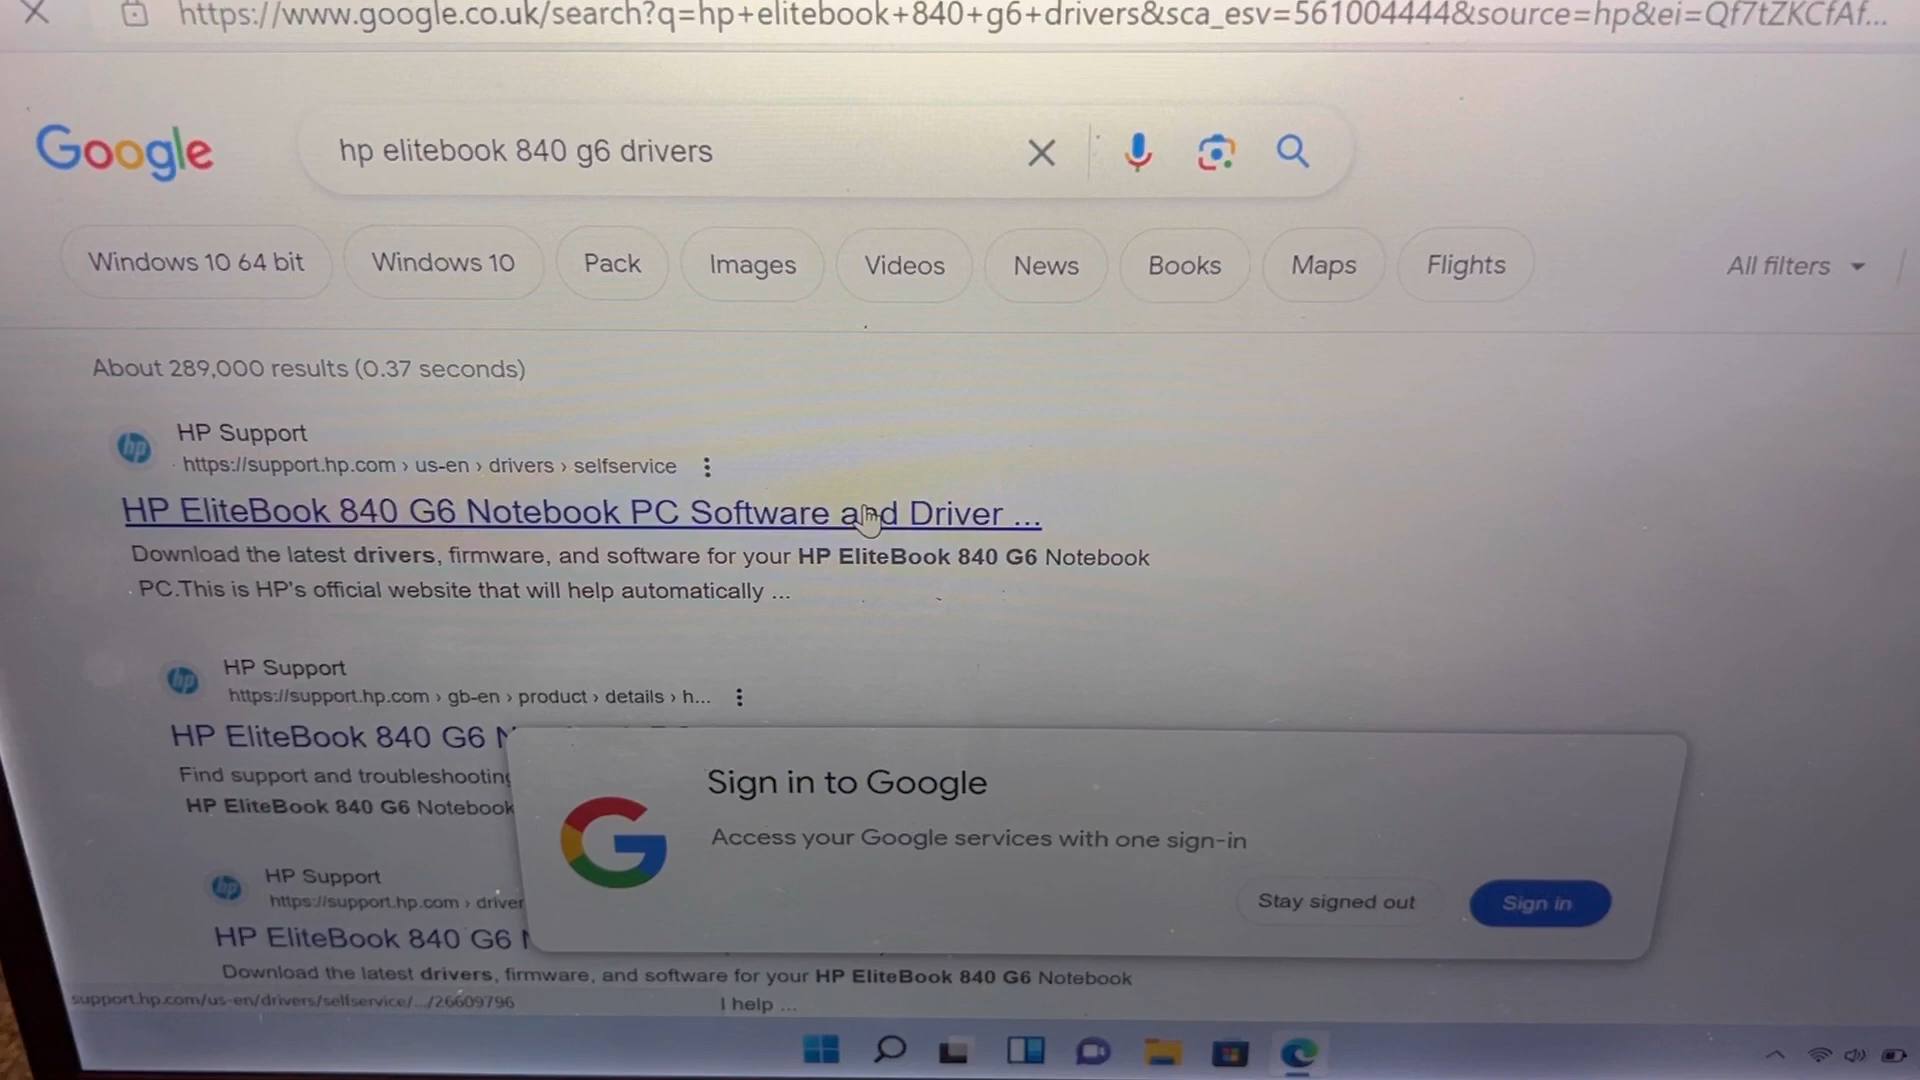 https://www.google.co.uk/search?q=hp+elitebook+840+g6+drivers&sca_esv=561004444&source=hp&ei=Qf7tZKCfAf...
Google
hp elitebook 840 g6 drivers
Windows 10 64 bit
Windows 10
Pack
Images
Videos
News
Books
Maps
Flights
All filters
About 289,000 results (0.37 seconds)
hp
HP Support
https://support.hp.com › us-en › drivers › selfservice
HP EliteBook 840 G6 Notebook PC Software and Driver ...
Download the latest drivers, firmware, and software for your HP EliteBook 840 G6 Notebook
PC.This is HP's official website that will help automatically ...
hp
HP Support
https://support.hp.com › gb-en › product › details › h...
HP EliteBook 840 G6
Find support and troubleshooting
HP EliteBook 840 G6 Notebook
Sign in to Google
Access your Google services with one sign-in
Stay signed out
Sign in
hp
HP Support
https://support.hp.com › driver
HP EliteBook 840 G6
Download the latest drivers, firmware, and software for your HP EliteBook 840 G6 Notebook
support.hp.com/us-en/drivers/selfservice/.../26609796
l help ...